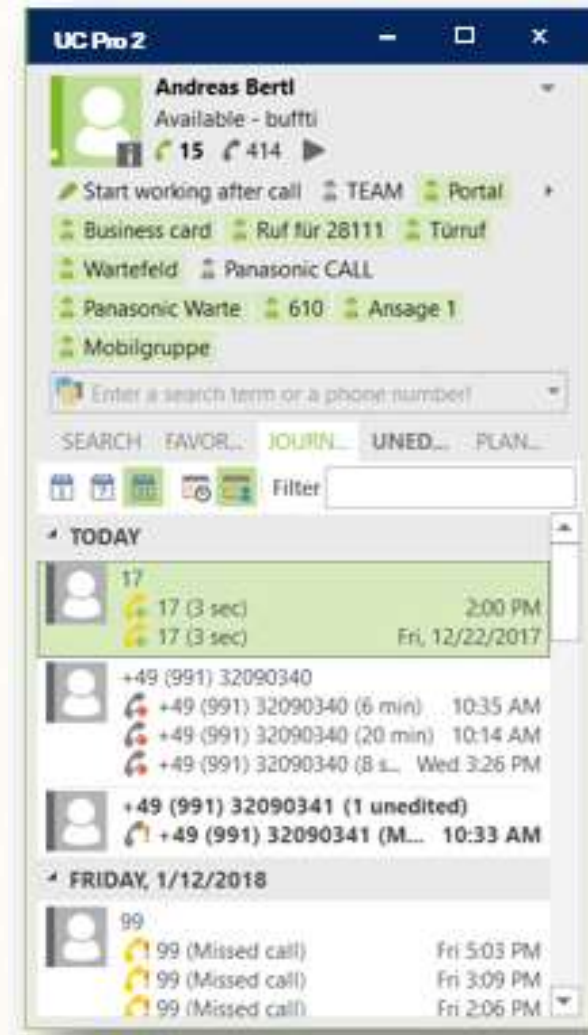 UC Pro 2
Andreas Bertl
Available - buffti
15 414
Start working after call TEAM Portal
Business card Ruf für 28111 Türruf
Wartefeld Panasonic CALL
Panasonic Warte 610 Ansage 1
Mobilgruppe
Enter a search term or a phone number!
SEARCH FAVOR... JOURN... UNED... PLAN...
1 7 31 Filter
TODAY
17
17 (3 sec) 2:00 PM
17 (3 sec) Fri, 12/22/2017
+49 (991) 32090340
+49 (991) 32090340 (6 min) 10:35 AM
+49 (991) 32090340 (20 min) 10:14 AM
+49 (991) 32090340 (8 s... Wed 3:26 PM
+49 (991) 32090341 (1 unedited)
+49 (991) 32090341 (M... 10:33 AM
FRIDAY, 1/12/2018
99
99 (Missed call) Fri 5:03 PM
99 (Missed call) Fri 3:09 PM
99 (Missed call) Fri 2:06 PM